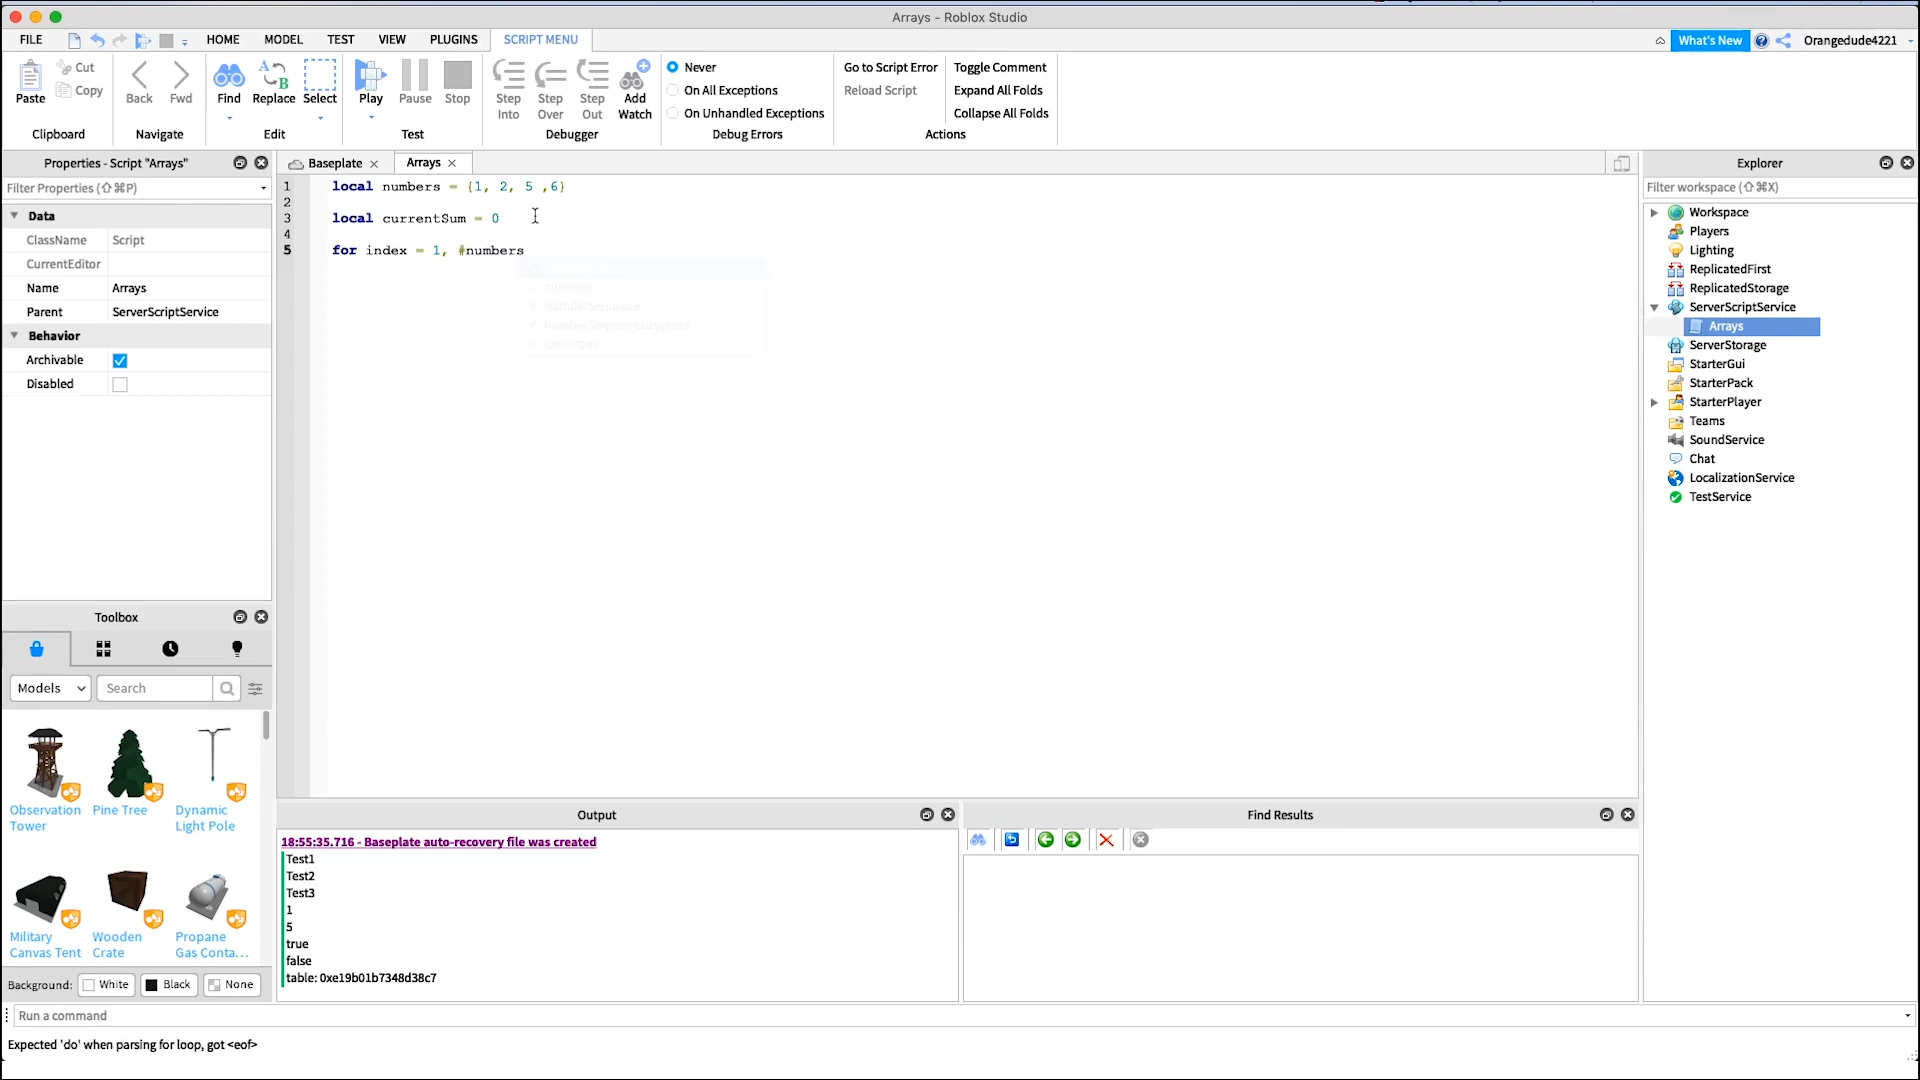 Arrays - Roblox Studio
FILE HOME MODEL TEST VIEW PLUGINS SCRIPT MENU What's New Orangedude4221
Paste Cut Copy Back Fwd Find Replace Select Play Pause Stop Step Into Step Over Step Out Add Watch
Never Go to Script Error Toggle Comment
On All Exceptions Reload Script Expand All Folds
On Unhandled Exceptions Collapse All Folds
Clipboard Navigate Edit Test Debugger Debug Errors Actions
Properties - Script "Arrays"
Filter Properties (⇧⌘P)
Data
ClassName Script
CurrentEditor
Name Arrays
Parent ServerScriptService
Behavior
Archivable
Disabled
Toolbox
Models Search
Observation Tower
Pine Tree
Dynamic Light Pole
Military Canvas Tent
Wooden Crate
Propane Gas Conta...
Background: White Black None
Baseplate Arrays
1 local numbers = {1, 2, 5 ,6}
2
3 local currentSum = 0
4
5 for index = 1, #numbers
Output
18:55:35.716 - Baseplate auto-recovery file was created
Test1
Test2
Test3
1
5
true
false
table: 0xe19b01b7348d38c7
Find Results
Explorer
Filter workspace (⇧⌘X)
Workspace
Players
Lighting
ReplicatedFirst
ReplicatedStorage
ServerScriptService
Arrays
ServerStorage
StarterGui
StarterPack
StarterPlayer
Teams
SoundService
Chat
LocalizationService
TestService
Run a command
Expected 'do' when parsing for loop, got <eof>